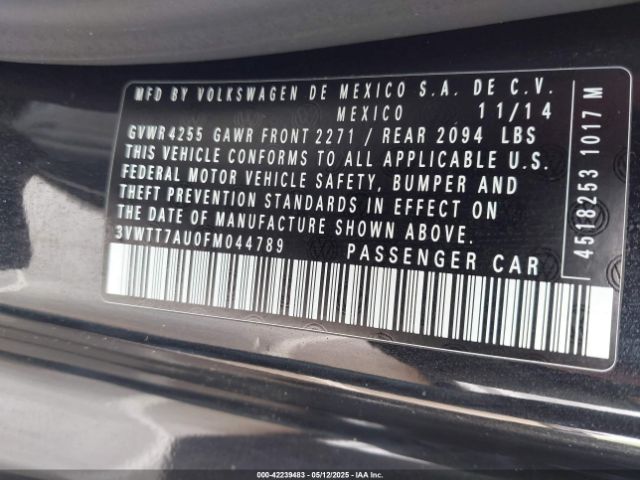 MFD BY VOLKSWAGEN DE MEXICO S.A. DE C.V.
MEXICO 11/14
GVWR 4255 GAWR FRONT 2271 / REAR 2094 LBS
THIS VEHICLE CONFORMS TO ALL APPLICABLE U.S.
FEDERAL MOTOR VEHICLE SAFETY, BUMPER AND
THEFT PREVENTION STANDARDS IN EFFECT ON
THE DATE OF MANUFACTURE SHOWN ABOVE.
3VWTT7AU0FM044789 PASSENGER CAR
4518253 1017 M
000-42239483 - 05/12/2025 - IAAI.COM